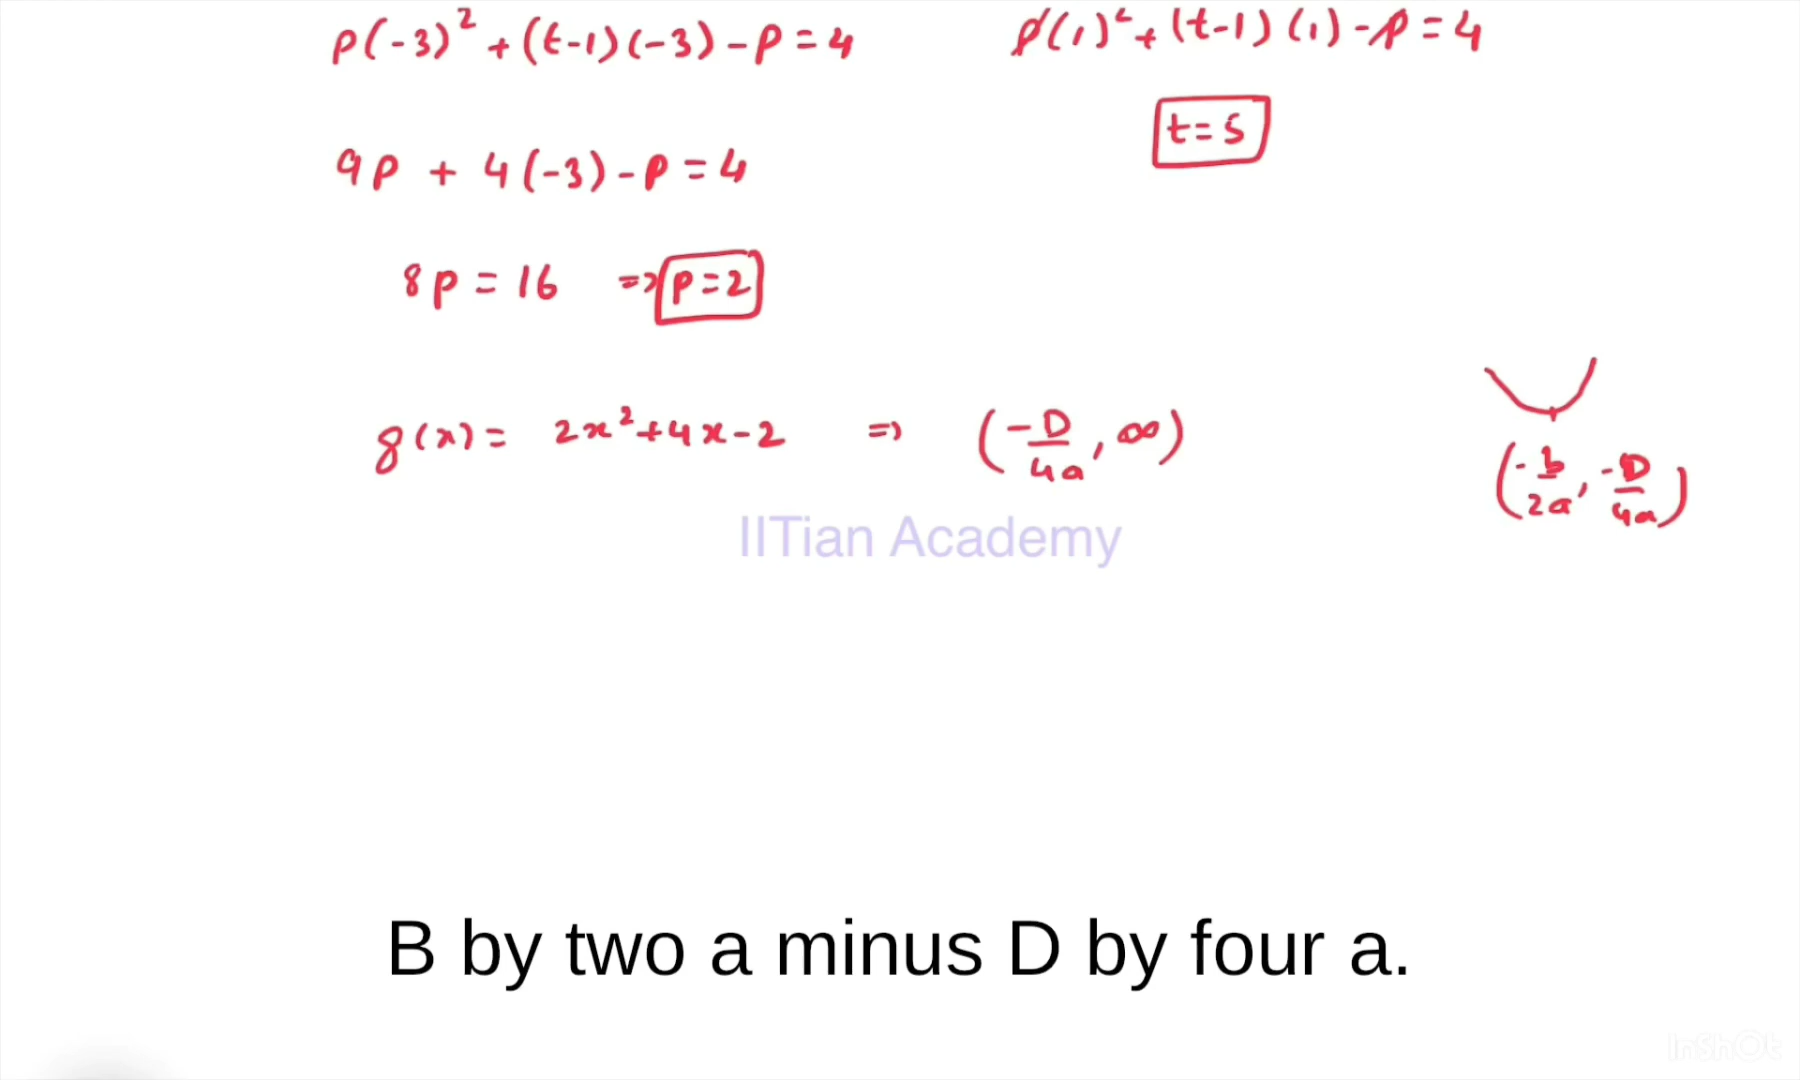 p(-3)² + (t-1)(-3) - p = 4
p(1)² + (t-1)(1) - p = 4
t = 5
9p + 4(-3) - p = 4
8p = 16 => p = 2
g(x) = 2x² + 4x - 2 => (-D/4a, ∞)
(-b/2a, -D/4a)
IITian Academy
B by two a minus D by four a.
InShOt